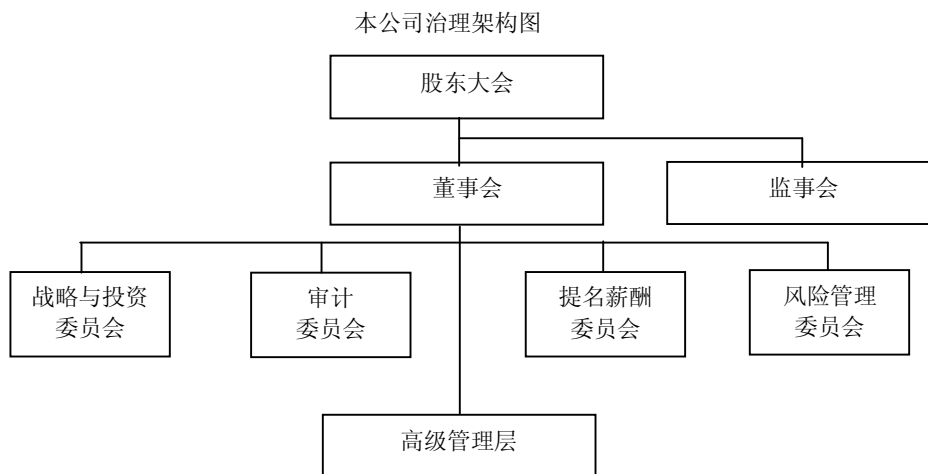 本公司治理架构图
股东大会
董事会
监事会
战略与投资
委员会
审计
委员会
提名薪酬
委员会
风险管理
委员会
高级管理层